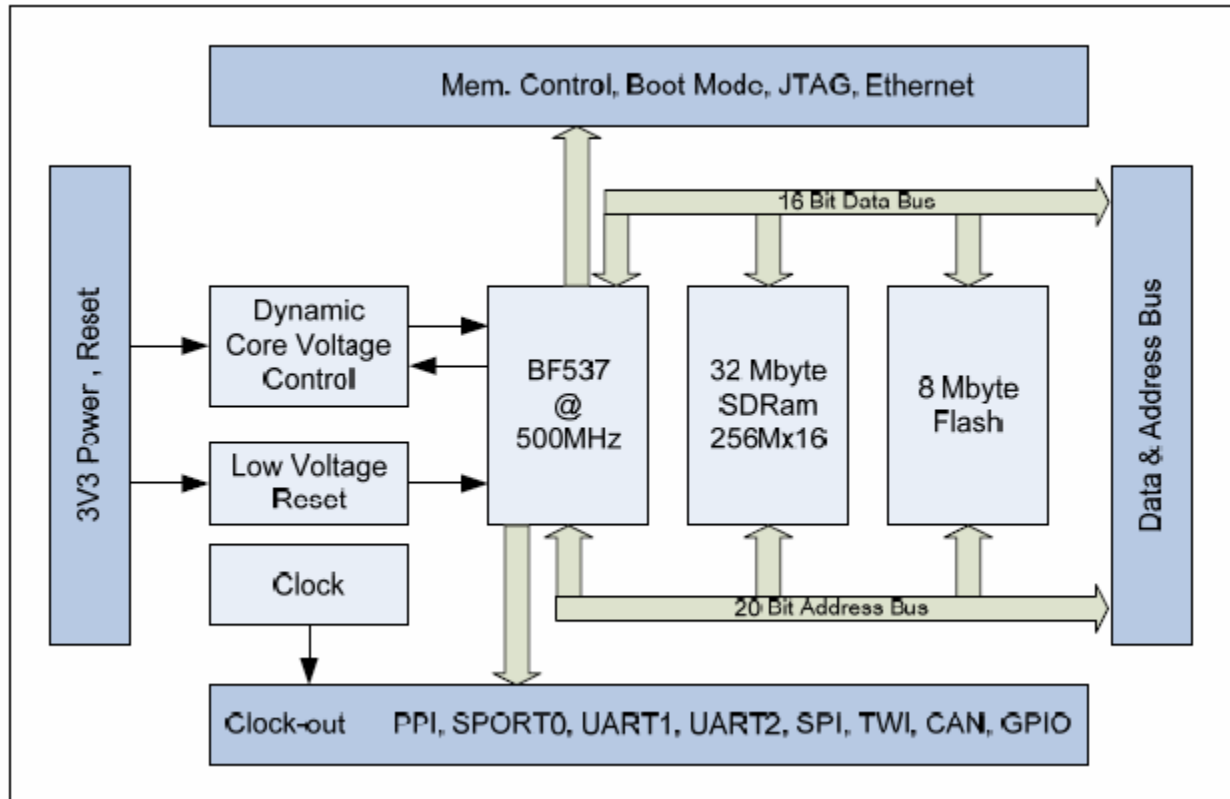 Mem. Control, Boot Mode, JTAG, Ethernet
16 Bit Data Bus
3V3 Power , Reset
Dynamic
Core Voltage
Control
BF537
@
500MHz
32 Mbyte
SDRam
256Mx16
8 Mbyte
Flash
Data & Address Bus
Low Voltage
Reset
Clock
20 Bit Address Bus
Clock-out PPI, SPORT0, UART1, UART2, SPI, TWI, CAN, GPIO